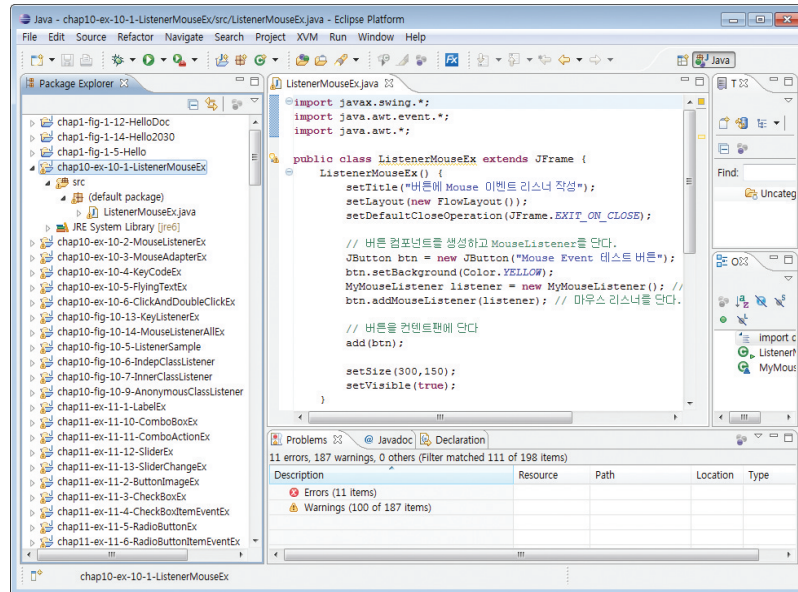 Java - chap10-ex-10-1-ListenerMouseEx/src/ListenerMouseEx.java - Eclipse Platform
File Edit Source Refactor Navigate Search Project XVM Run Window Help
Java
Package Explorer
chap1-fig-1-12-HelloDoc
chap1-fig-1-14-Hello2030
chap1-fig-1-5-Hello
chap10-ex-10-1-ListenerMouseEx
src
(default package)
ListenerMouseEx.java
JRE System Library [jre6]
chap10-ex-10-2-MouseListenerEx
chap10-ex-10-3-MouseAdapterEx
chap10-ex-10-4-KeyCodeEx
chap10-ex-10-5-FlyingTextEx
chap10-ex-10-6-ClickAndDoubleClickEx
chap10-fig-10-13-KeyListenerEx
chap10-fig-10-14-MouseListenerAllEx
chap10-fig-10-5-ListenerSample
chap10-fig-10-6-IndepClassListener
chap10-fig-10-7-InnerClassListener
chap10-fig-10-9-AnonymousClassListener
chap11-ex-11-1-LabelEx
chap11-ex-11-10-ComboBoxEx
chap11-ex-11-11-ComboActionEx
chap11-ex-11-12-SliderEx
chap11-ex-11-13-SliderChangeEx
chap11-ex-11-2-ButtonImageEx
chap11-ex-11-3-CheckBoxEx
chap11-ex-11-4-CheckBoxItemEventEx
chap11-ex-11-5-RadioButtonEx
chap11-ex-11-6-RadioButtonItemEventEx
ListenerMouseEx.java
import javax.swing.*;
import java.awt.event.*;
import java.awt.*;
public class ListenerMouseEx extends JFrame {
ListenerMouseEx() {
setTitle("버튼에 Mouse 이벤트 리스너 작성");
setLayout(new FlowLayout());
setDefaultCloseOperation(JFrame.EXIT_ON_CLOSE);
// 버튼 컴포넌트를 생성하고 MouseListener를 단다.
JButton btn = new JButton("Mouse Event 테스트 버튼");
btn.setBackground(Color.YELLOW);
MyMouseListener listener = new MyMouseListener(); //
btn.addMouseListener(listener); // 마우스 리스너를 단다.
// 버튼을 컨텐트팬에 단다
add(btn);
setSize(300,150);
setVisible(true);
}
T
Find:
Uncateg
O
import c
Listener
MyMous
Problems @ Javadoc Declaration
11 errors, 187 warnings, 0 others (Filter matched 111 of 198 items)
Description Resource Path Location Type
Errors (11 items)
Warnings (100 of 187 items)
chap10-ex-10-1-ListenerMouseEx